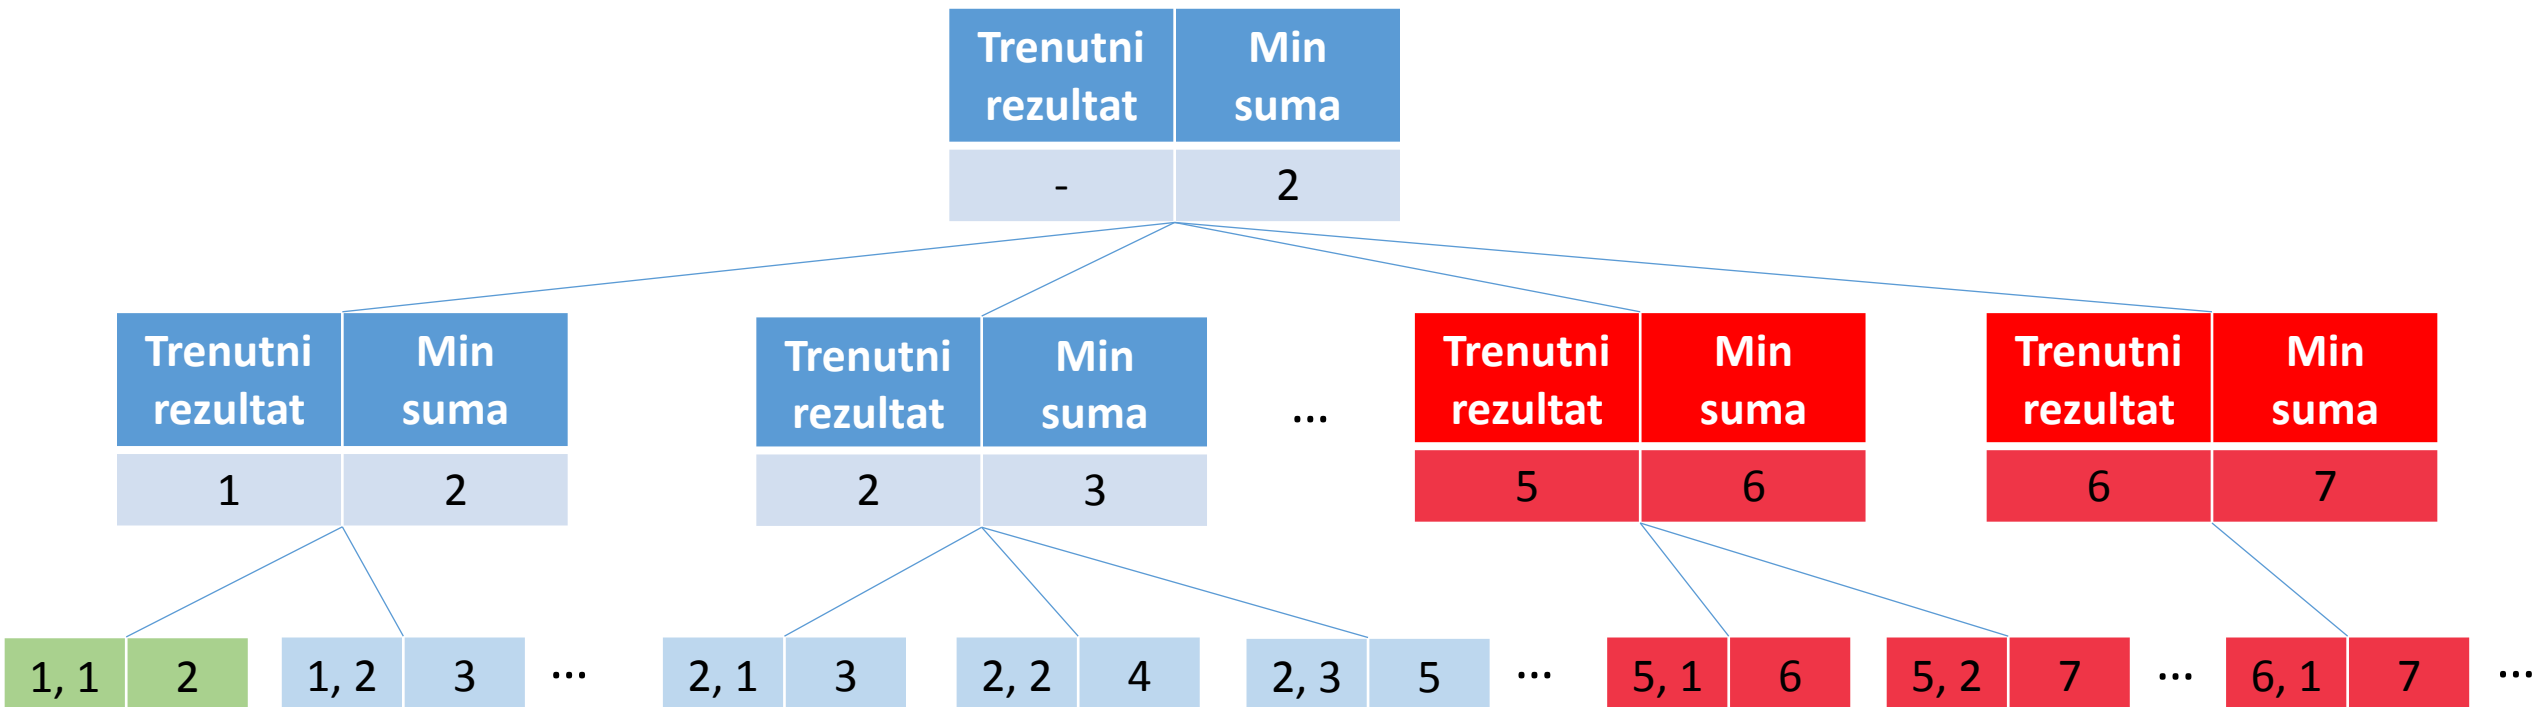 Trenutni rezultat Min suma
- 2
Trenutni rezultat Min suma
1 2
Trenutni rezultat Min suma
2 3
...
Trenutni rezultat Min suma
5 6
Trenutni rezultat Min suma
6 7
1, 1 2
1, 2 3
...
2, 1 3
2, 2 4
2, 3 5
...
5, 1 6
5, 2 7
...
6, 1 7
...